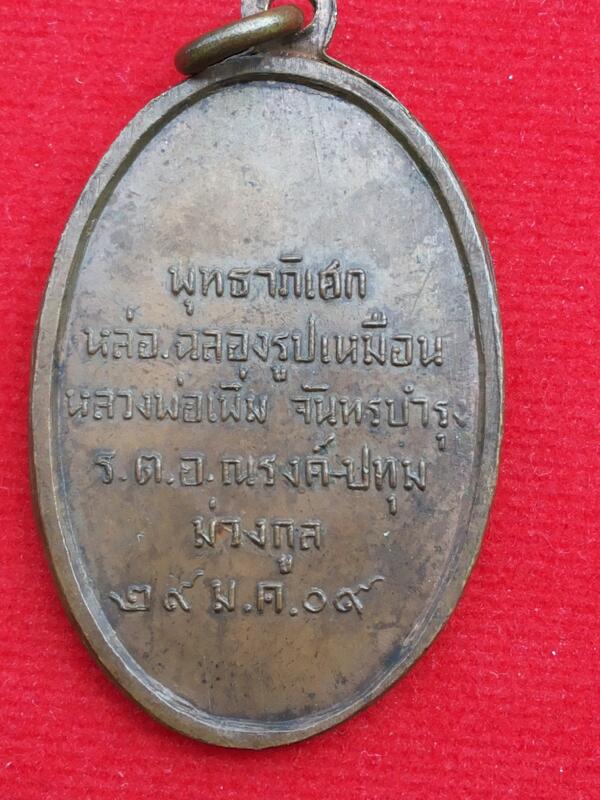 พุทธาภิเศก
หล่อ.ฉลองรูปเหมือน
หลวงพ่อเพิ่ม จันทรบำรุง
ร.ต.อ.ณรงค์-ปทุม
ม่วงกูล
๒๙ ม.ค.๐๙